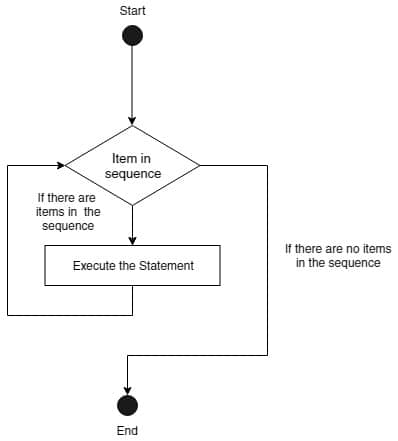 Start
Item in
sequence
If there are
items in the
sequence
Execute the Statement
If there are no items
in the sequence
End